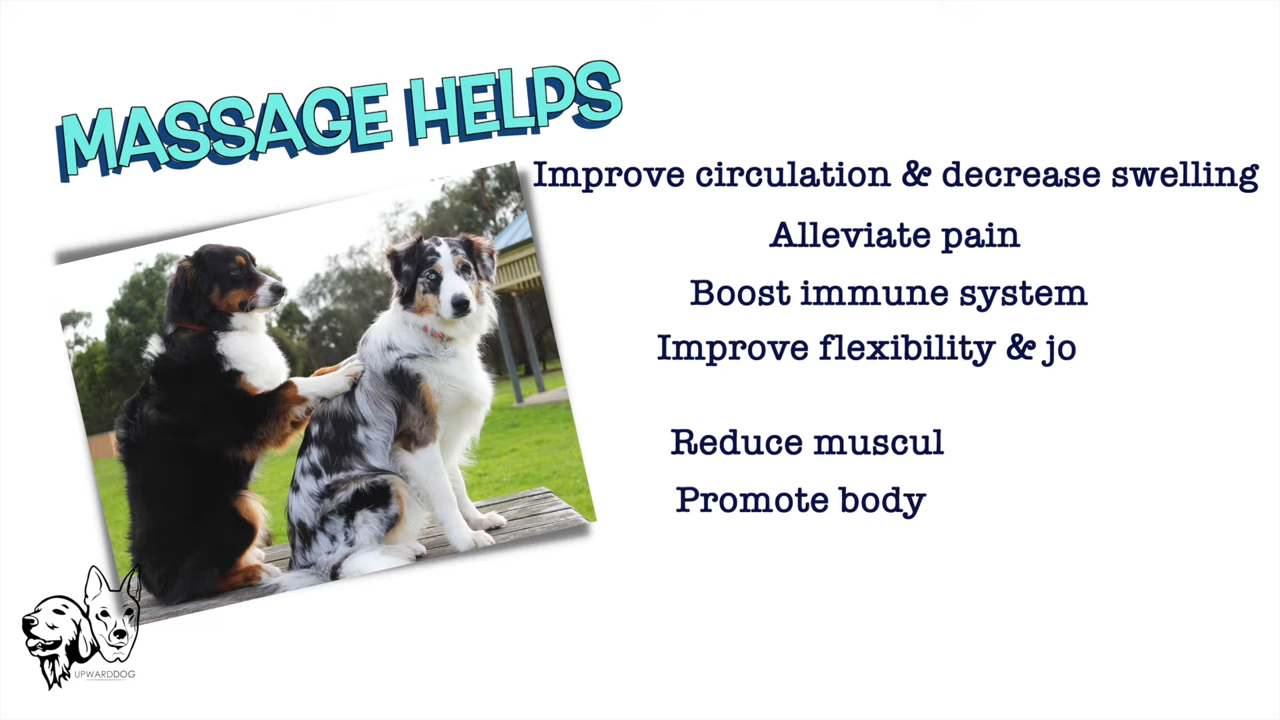 MASSAGE HELPS
Improve circulation & decrease swelling
Alleviate pain
Boost immune system
Improve flexibility & jo
Reduce muscul
Promote body
UPWARDDOG